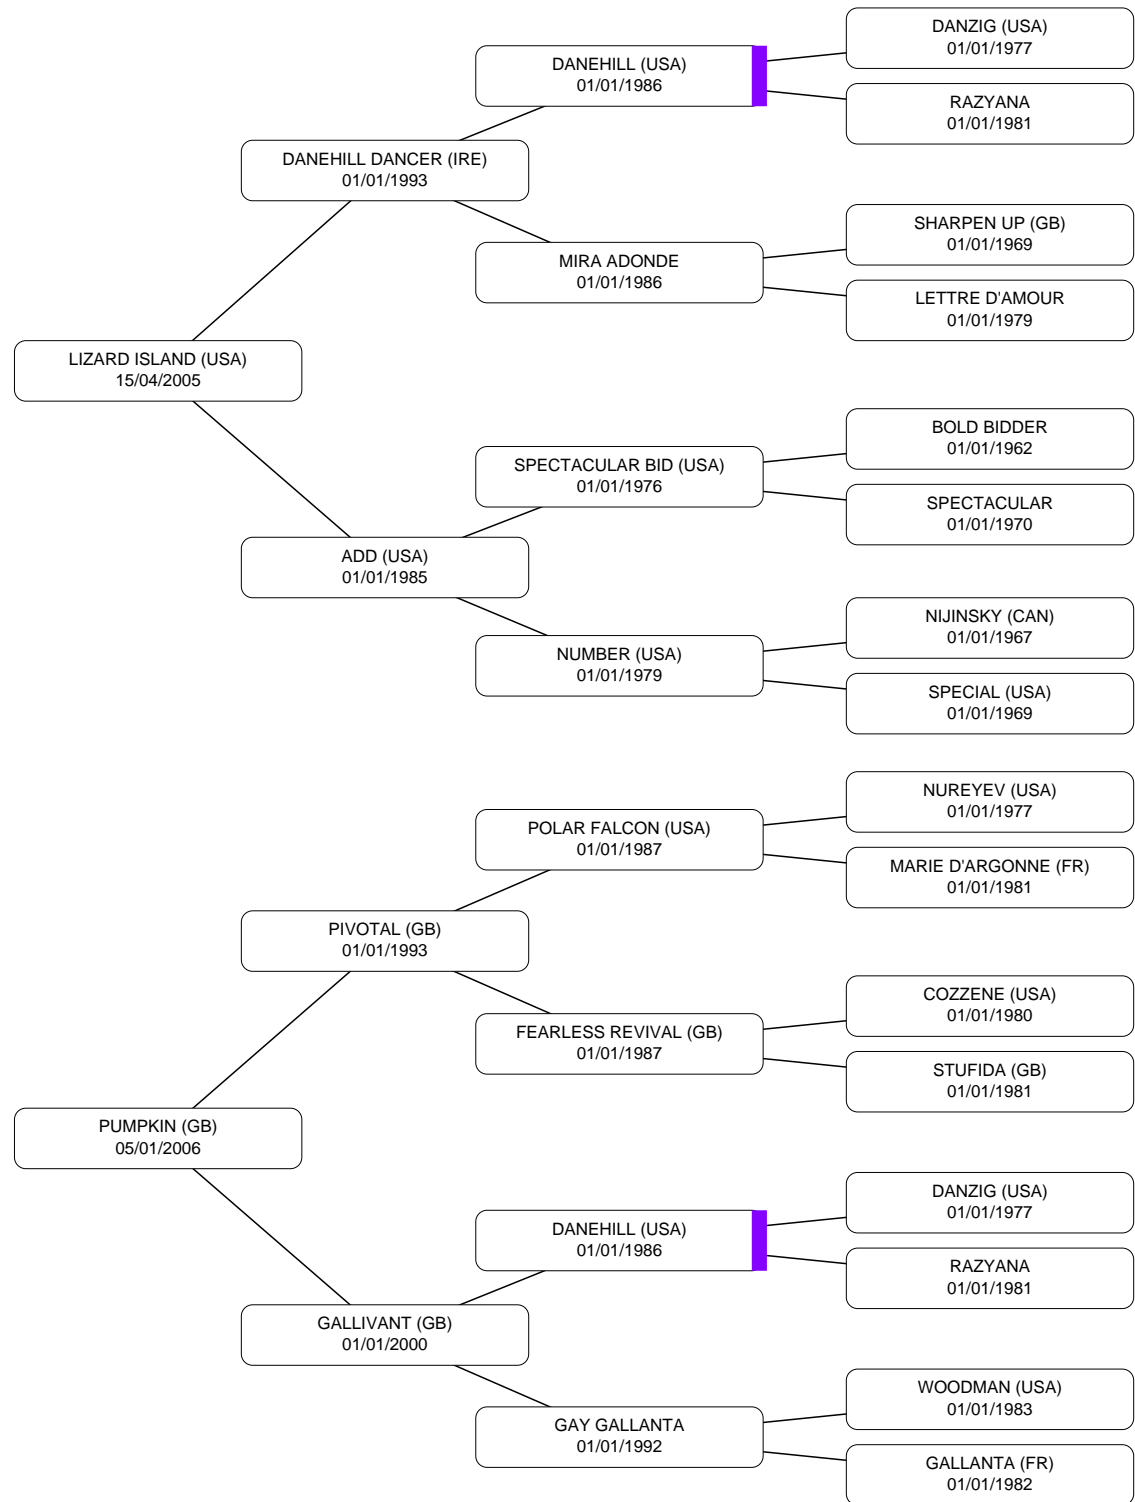 DANZIG (USA)
01/01/1977
DANEHILL (USA)
01/01/1986
RAZYANA
01/01/1981
DANEHILL DANCER (IRE)
01/01/1993
SHARPEN UP (GB)
01/01/1969
MIRA ADONDE
01/01/1986
LETTRE D'AMOUR
01/01/1979
LIZARD ISLAND (USA)
15/04/2005
BOLD BIDDER
01/01/1962
SPECTACULAR BID (USA)
01/01/1976
SPECTACULAR
01/01/1970
ADD (USA)
01/01/1985
NIJINSKY (CAN)
01/01/1967
NUMBER (USA)
01/01/1979
SPECIAL (USA)
01/01/1969
NUREYEV (USA)
01/01/1977
POLAR FALCON (USA)
01/01/1987
MARIE D'ARGONNE (FR)
01/01/1981
PIVOTAL (GB)
01/01/1993
COZZENE (USA)
01/01/1980
FEARLESS REVIVAL (GB)
01/01/1987
STUFIDA (GB)
01/01/1981
PUMPKIN (GB)
05/01/2006
DANZIG (USA)
01/01/1977
DANEHILL (USA)
01/01/1986
RAZYANA
01/01/1981
GALLIVANT (GB)
01/01/2000
WOODMAN (USA)
01/01/1983
GAY GALLANTA
01/01/1992
GALLANTA (FR)
01/01/1982